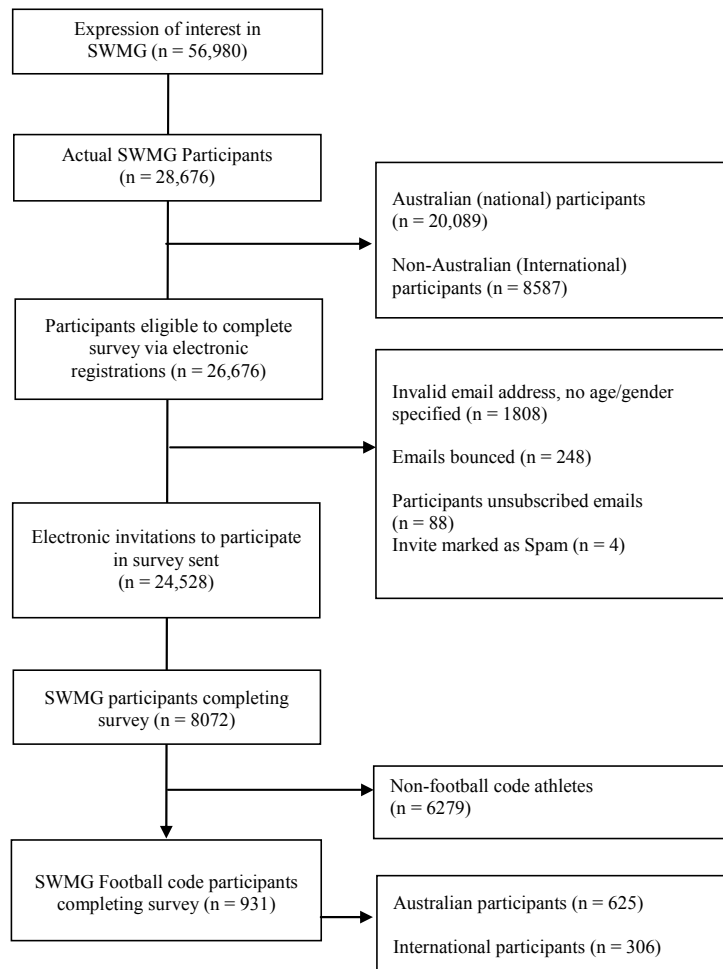 Expression of interest in
SWMG (n = 56,980)
Actual SWMG Participants
(n = 28,676)
Australian (national) participants
(n = 20,089)
Non-Australian (International)
participants (n = 8587)
Participants eligible to complete
survey via electronic
registrations (n = 26,676)
Invalid email address, no age/gender
specified (n = 1808)
Emails bounced (n = 248)
Participants unsubscribed emails
(n = 88)
Invite marked as Spam (n = 4)
Electronic invitations to participate
in survey sent
(n = 24,528)
SWMG participants completing
survey (n = 8072)
Non-football code athletes
(n = 6279)
SWMG Football code participants
completing survey (n = 931)
Australian participants (n = 625)
International participants (n = 306)